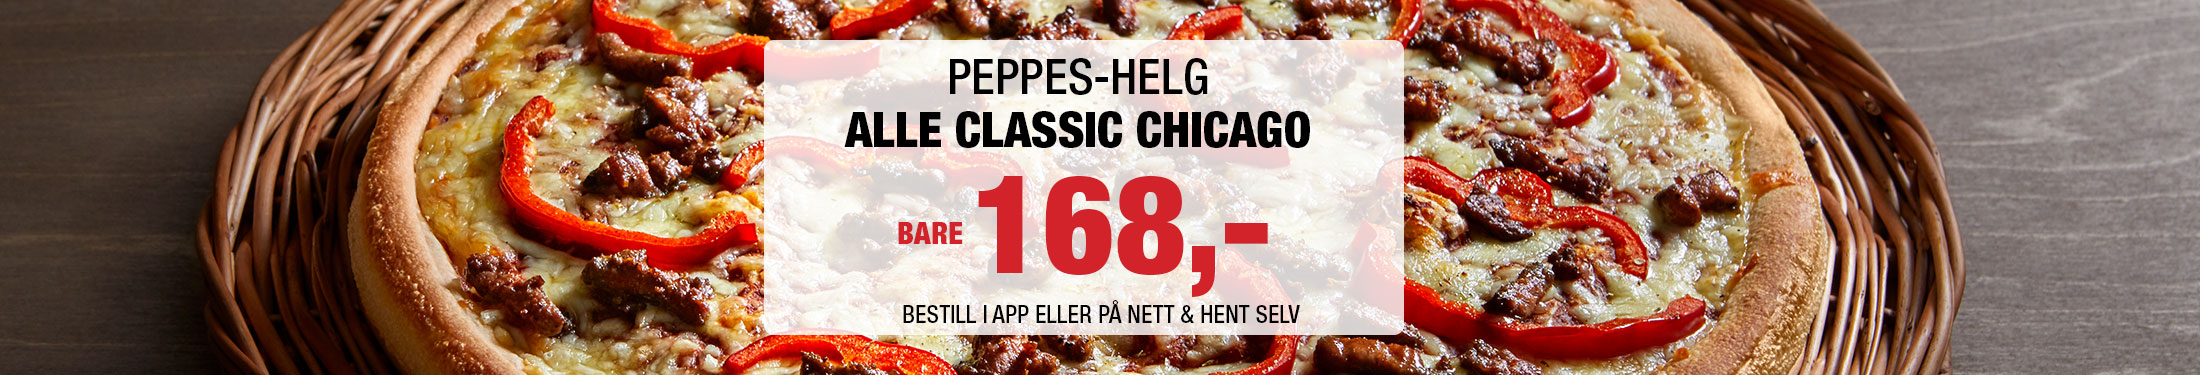 PEPPES-HELG
ALLE CLASSIC CHICAGO
BARE 168,-
BESTILL I APP ELLER PÅ NETT & HENT SELV